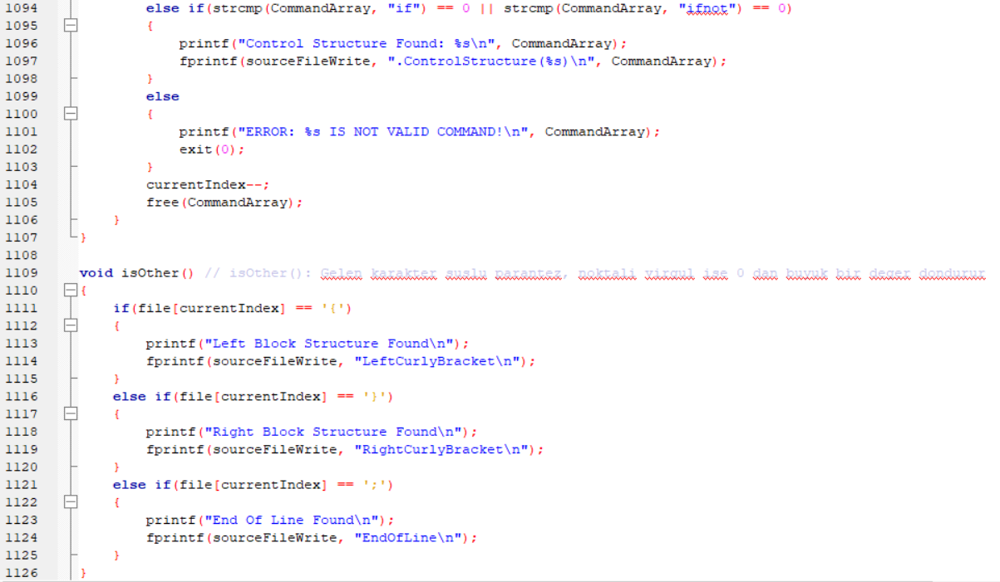 1094 else if(strcmp(CommandArray, "if") == 0 || strcmp(CommandArray, "ifnot") == 0)
1095 {
1096 printf("Control Structure Found: %s\n", CommandArray);
1097 fprintf(sourceFileWrite, ".ControlStructure(%s)\n", CommandArray);
1098 }
1099 else
1100 {
1101 printf("ERROR: %s IS NOT VALID COMMAND!\n", CommandArray);
1102 exit(0);
1103 }
1104 currentIndex--;
1105 free(CommandArray);
1106 }
1107 }
1108
1109 void isOther() // isOther(): Gelen karakter suslu parantez, noktali virgul ise 0 dan buyuk bir deger dondurur
1110 {
1111 if(file[currentIndex] == '{')
1112 {
1113 printf("Left Block Structure Found\n");
1114 fprintf(sourceFileWrite, "LeftCurlyBracket\n");
1115 }
1116 else if(file[currentIndex] == '}')
1117 {
1118 printf("Right Block Structure Found\n");
1119 fprintf(sourceFileWrite, "RightCurlyBracket\n");
1120 }
1121 else if(file[currentIndex] == ';')
1122 {
1123 printf("End Of Line Found\n");
1124 fprintf(sourceFileWrite, "EndOfLine\n");
1125 }
1126 }